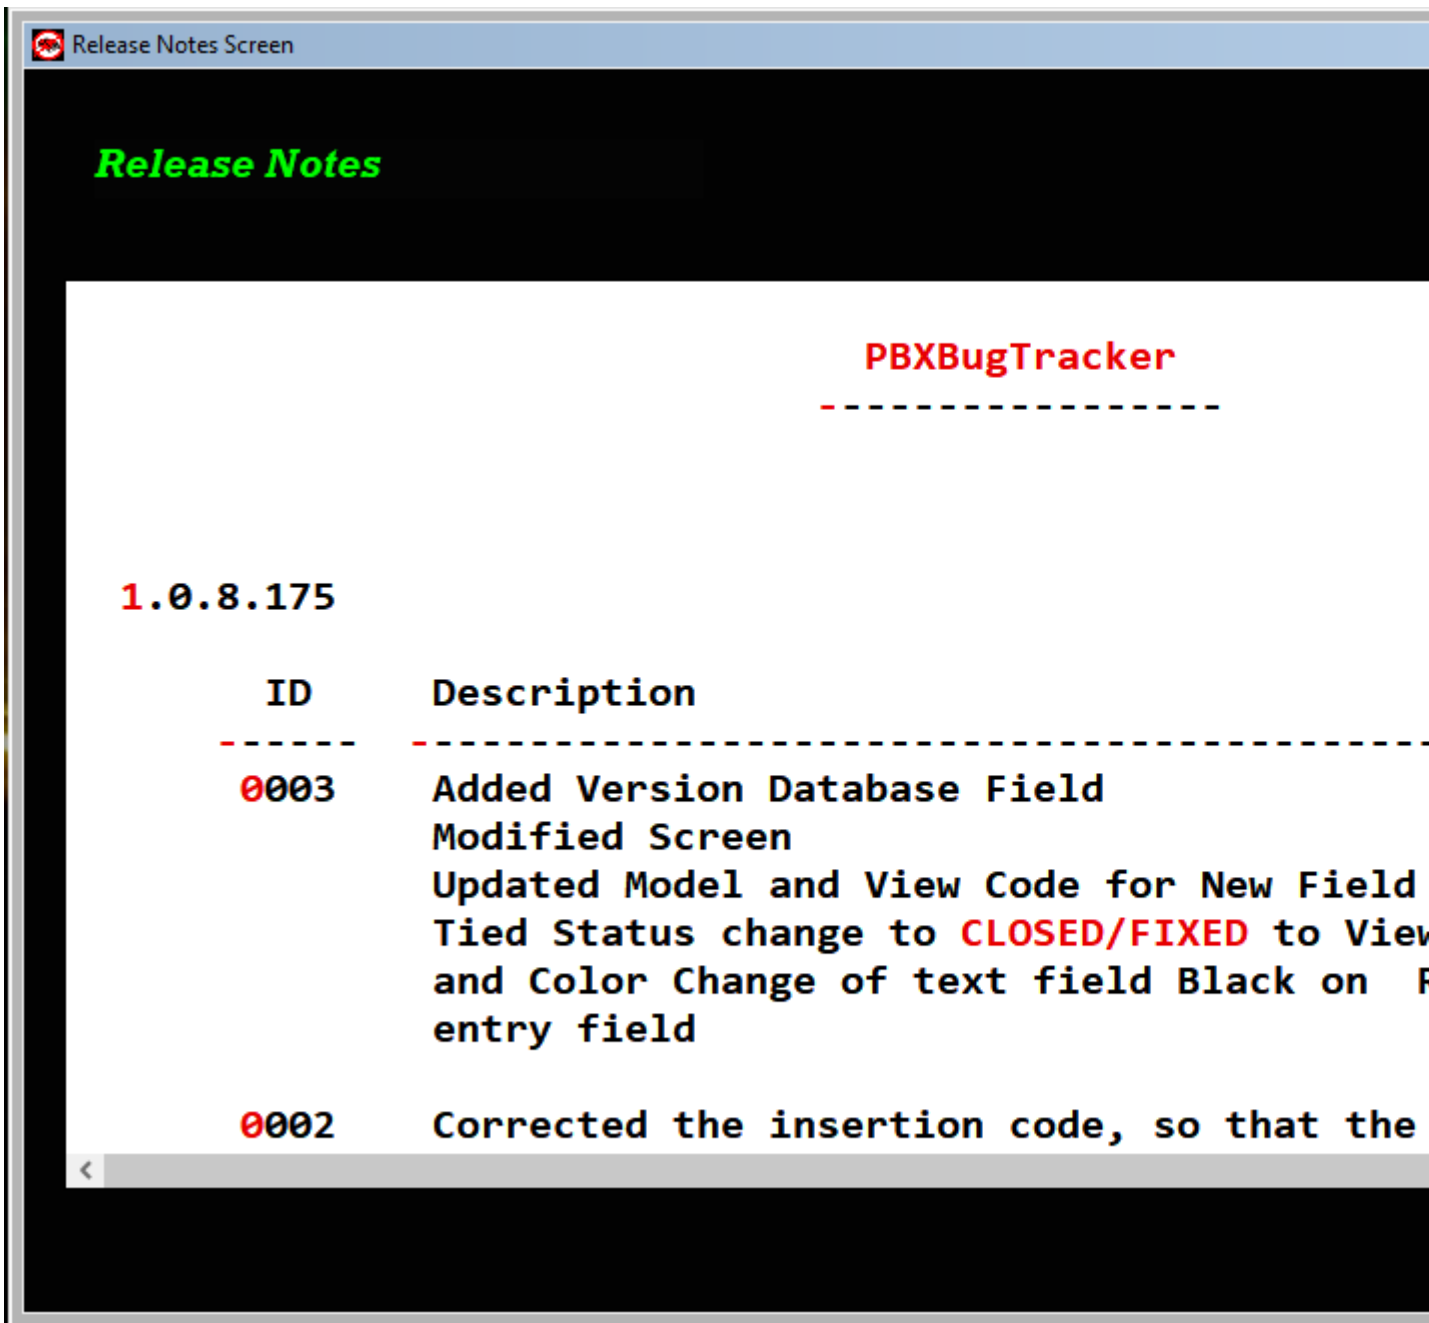 Release Notes Screen
Release Notes
PBXBugTracker
-----------------
1.0.8.175
ID Description
------ -------------------------------------------
0003 Added Version Database Field
Modified Screen
Updated Model and View Code for New Field
Tied Status change to CLOSED/FIXED to View
and Color Change of text field Black on
entry field
0002 Corrected the insertion code, so that the